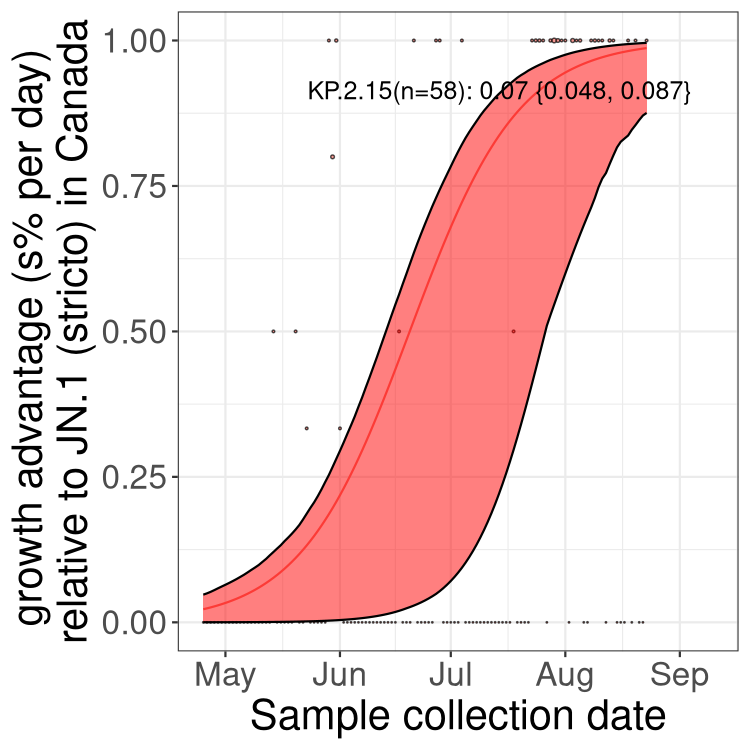 growth advantage (s% per day)
relative to JN.1 (stricto) in Canada
1.00
0.75
0.50
0.25
0.00
KP.2.15(n=58): 0.07 {0.048, 0.087}
May Jun Jul Aug Sep
Sample collection date